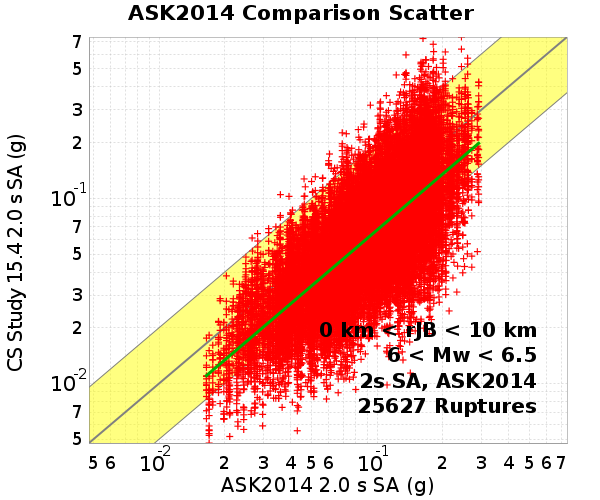 ASK2014 Comparison Scatter
CS Study 15.4 2.0 s SA (g)
7
5
3
2
10⁻¹
7
5
3
2
10⁻²
7
5
0 km < rJB < 10 km
6 < Mw < 6.5
2s SA, ASK2014
25627 Ruptures
5 6 10⁻² 2 3 4 5 6 10⁻¹ 2 3 4 5 6 7
ASK2014 2.0 s SA (g)